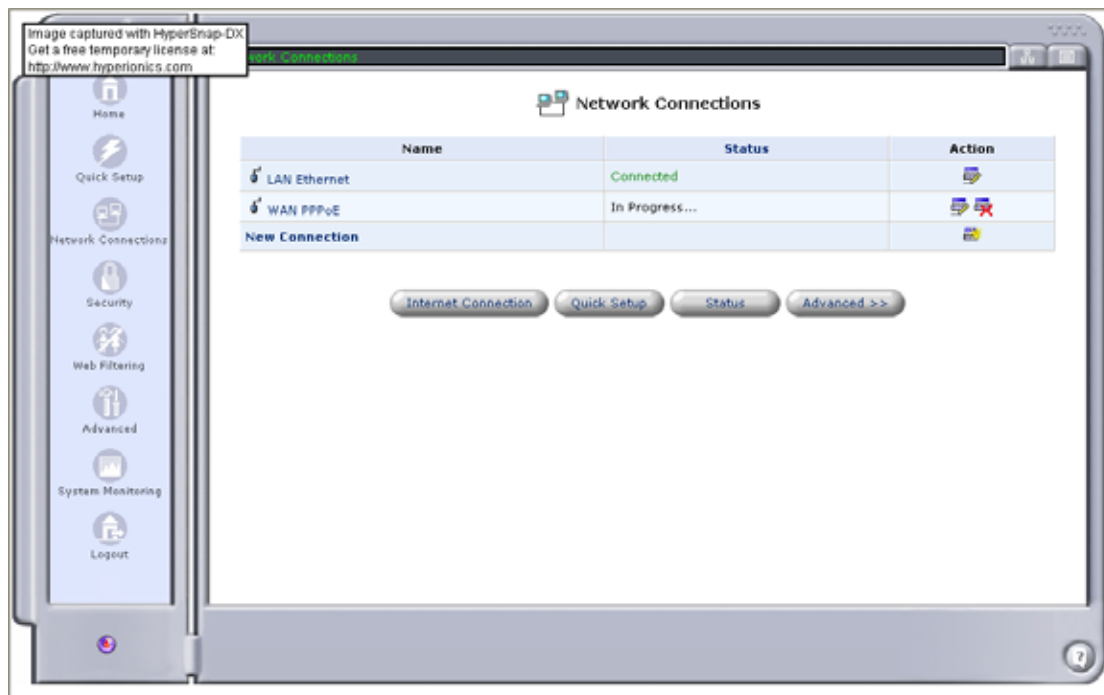 Image captured with HyperSnap-DX
Get a free temporary license at:
http://www.hyperionics.com
work Connections
Home
Quick Setup
Network Connections
Security
Web Filtering
Advanced
System Monitoring
Logout
Network Connections
Name Status Action
LAN Ethernet Connected
WAN PPPoE In Progress...
New Connection
Internet Connection Quick Setup Status Advanced >>
?